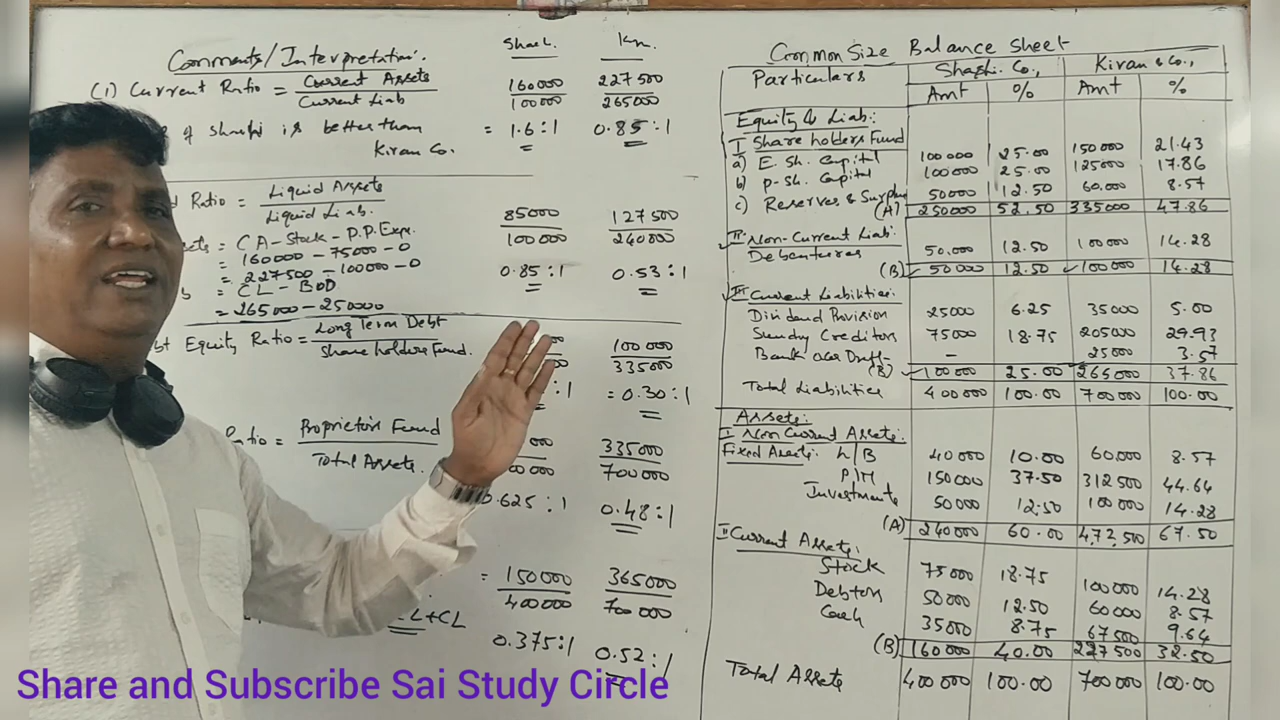 Comments/Interpretation:
Shash. Kn.
(1) Current Ratio = Current Assets / Current Liab
160000 / 100000 227500 / 265000
of Shashi is better than
Kiran Co.
= 1.6:1 0.85:1
Ratio = Liquid Assets / Liquid Liab.
85000 / 100000 127500 / 240000
= CA-Stock-P.P.Exp.
= 160000-75000-0
= 227500-100000-0
0.85:1 0.53:1
= CL-BOD
= 265000-250000
Equity Ratio = Long Term Debt / Share holders Fund.
100000 / 335000
= 0.30:1
= Proprietors Fund / Total Assets.
335000 / 700000
0.625:1 0.48:1
= 150000 / 400000 365000 / 700000
L+CL
0.375:1 0.52:1
Common Size Balance Sheet
Particulars Shashi. Co., Kiran & Co.,
Amt % Amt %
Equity & Liab:
I Share holders Fund
a) E. Sh. Capital 100000 25.00 150000 21.43
b) P-Sh. Capital 100000 25.00 125000 17.86
c) Reserves & Surplus 50000 12.50 60,000 8.57
(A) 250000 52.50 335000 47.86
II Non-Current Liab:
Debentures 50,000 12.50 100000 14.28
(B) 50000 12.50 100000 14.28
III Current Liabilities:
Dividend Provision 25000 6.25 35000 5.00
Sundry Creditors 75000 18.75 205000 29.93
Bank over Draft - 25000 3.57
(B) 100000 25.00 265000 37.86
Total Liabilities 400000 100.00 700000 100.00
Assets:
I Non Current Assets:
Fixed Assets: L/B 40000 10.00 60000 8.57
P/M 150000 37.50 312500 44.64
Investments 50000 12.50 100000 14.28
(A) 240000 60.00 4,72,500 67.50
II Current Assets:
Stock 75000 18.75 100000 14.28
Debtors 50000 12.50 60000 8.57
Cash 35000 8.75 67500 9.64
(B) 160000 40.00 227500 32.50
Total Assets 400000 100.00 700000 100.00
Share and Subscribe Sai Study Circle